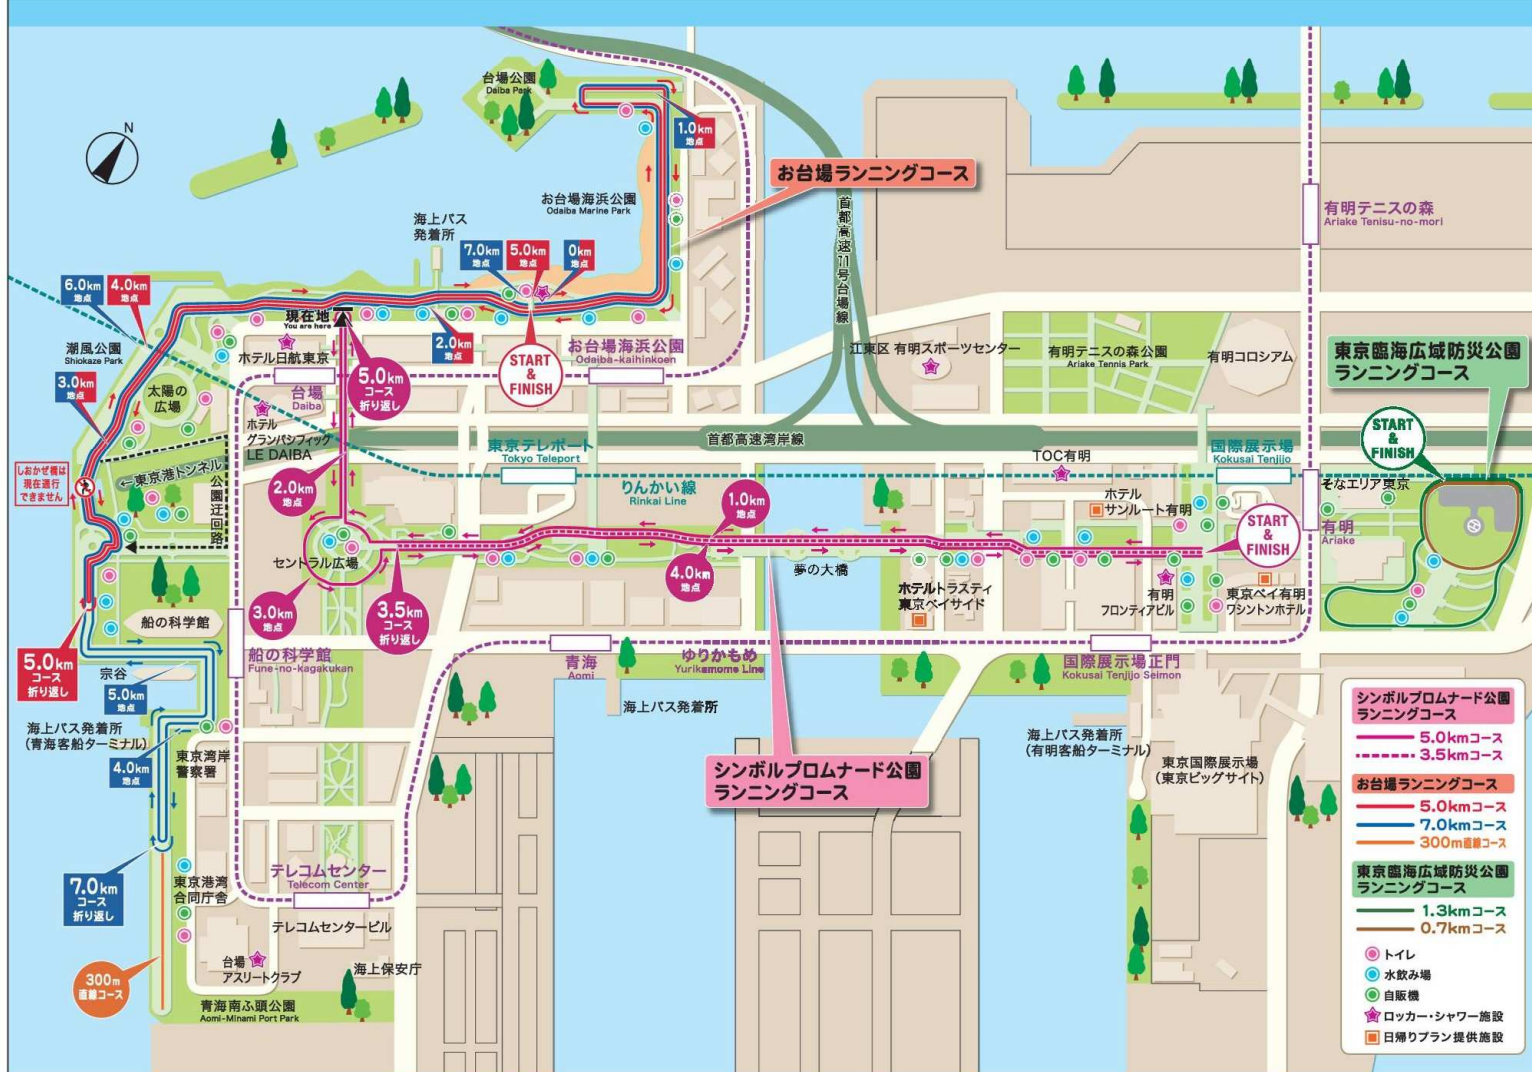 N
台場公園
Daiba Park
1.0km
地点
お台場ランニングコース
お台場海浜公園
Odaiba Marine Park
海上バス
発着所
7.0km
地点
5.0km
地点
0km
地点
6.0km
地点
4.0km
地点
現在地
You are here
2.0km
地点
START
&
FINISH
お台場海浜公園
Odaiba-kaihinkoen
潮風公園
Shiokaze Park
ホテル日航東京
台場
Daiba
5.0km
コース
折り返し
3.0km
地点
太陽の
広場
ホテル
グランパシフィック
LE DAIBA
首都高速11号台場線
首都高速湾岸線
有明テニスの森
Ariake Tenisu-no-mori
江東区 有明スポーツセンター
有明テニスの森公園
Ariake Tennis Park
有明コロシアム
東京臨海広域防災公園
ランニングコース
START
&
FINISH
しおかぜ橋は
現在通行
できません
←東京港トンネル
公園迂回路
2.0km
地点
東京テレポート
Tokyo Teleport
りんかい線
Rinkai Line
1.0km
地点
TOC有明
国際展示場
Kokusai Tenjijo
ホテル
サンルート有明
そなエリア東京
有明
Ariake
START
&
FINISH
セントラル広場
3.0km
地点
3.5km
コース
折り返し
4.0km
地点
夢の大橋
ホテルトラスティ
東京ベイサイド
有明
フロンティアビル
東京ベイ有明
ワシントンホテル
船の科学館
船の科学館
Fune-no-kagakukan
5.0km
コース
折り返し
宗谷
5.0km
地点
青海
Aomi
ゆりかもめ
Yurikamome Line
国際展示場正門
Kokusai Tenjijo Seimon
海上バス発着所
(青海客船ターミナル)
4.0km
地点
東京湾岸
警察署
海上バス発着所
海上バス発着所
(有明客船ターミナル)
東京国際展示場
(東京ビッグサイト)
シンボルプロムナード公園
ランニングコース
7.0km
コース
折り返し
東京港湾
合同庁舎
テレコムセンター
Telecom Center
テレコムセンタービル
台場
アスリートクラブ
海上保安庁
300m
直線コース
青海南ふ頭公園
Aomi-Minami Port Park
シンボルプロムナード公園
ランニングコース
5.0kmコース
3.5kmコース
お台場ランニングコース
5.0kmコース
7.0kmコース
300m直線コース
東京臨海広域防災公園
ランニングコース
1.3kmコース
0.7kmコース
トイレ
水飲み場
自販機
ロッカー・シャワー施設
日帰りプラン提供施設